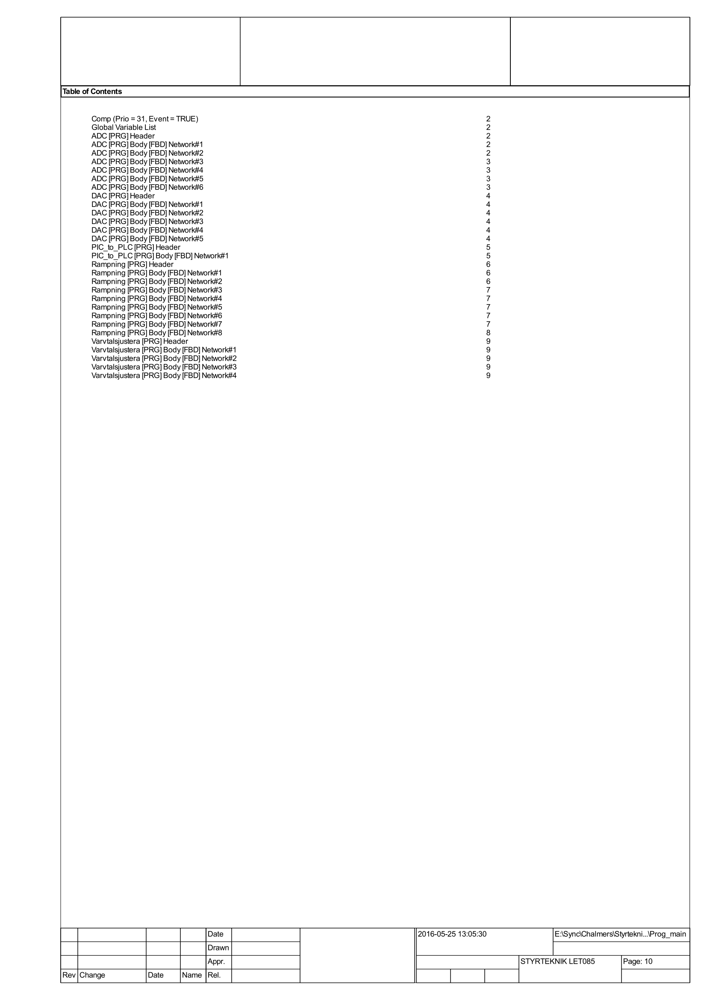 Table of Contents
Comp (Prio = 31, Event = TRUE) 2
Global Variable List 2
ADC [PRG] Header 2
ADC [PRG] Body [FBD] Network#1 2
ADC [PRG] Body [FBD] Network#2 2
ADC [PRG] Body [FBD] Network#3 3
ADC [PRG] Body [FBD] Network#4 3
ADC [PRG] Body [FBD] Network#5 3
ADC [PRG] Body [FBD] Network#6 3
DAC [PRG] Header 4
DAC [PRG] Body [FBD] Network#1 4
DAC [PRG] Body [FBD] Network#2 4
DAC [PRG] Body [FBD] Network#3 4
DAC [PRG] Body [FBD] Network#4 4
DAC [PRG] Body [FBD] Network#5 4
PIC_to_PLC [PRG] Header 5
PIC_to_PLC [PRG] Body [FBD] Network#1 5
Rampning [PRG] Header 6
Rampning [PRG] Body [FBD] Network#1 6
Rampning [PRG] Body [FBD] Network#2 6
Rampning [PRG] Body [FBD] Network#3 7
Rampning [PRG] Body [FBD] Network#4 7
Rampning [PRG] Body [FBD] Network#5 7
Rampning [PRG] Body [FBD] Network#6 7
Rampning [PRG] Body [FBD] Network#7 7
Rampning [PRG] Body [FBD] Network#8 8
Varvtalsjustera [PRG] Header 9
Varvtalsjustera [PRG] Body [FBD] Network#1 9
Varvtalsjustera [PRG] Body [FBD] Network#2 9
Varvtalsjustera [PRG] Body [FBD] Network#3 9
Varvtalsjustera [PRG] Body [FBD] Network#4 9
Date 2016-05-25 13:05:30 E:\Sync\Chalmers\Styrtekni...\Prog_main
Drawn
Appr. STYRTEKNIK LET085 Page: 10
Rev Change Date Name Rel.